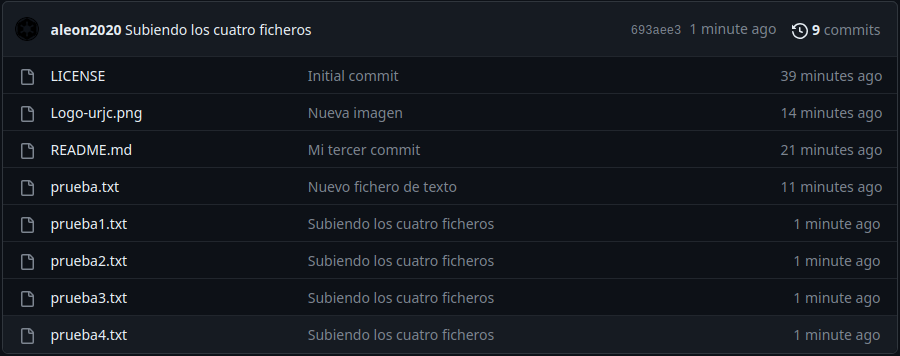 aleon2020 Subiendo los cuatro ficheros 693aee3 1 minute ago 9 commits
LICENSE Initial commit 39 minutes ago
Logo-urjc.png Nueva imagen 14 minutes ago
README.md Mi tercer commit 21 minutes ago
prueba.txt Nuevo fichero de texto 11 minutes ago
prueba1.txt Subiendo los cuatro ficheros 1 minute ago
prueba2.txt Subiendo los cuatro ficheros 1 minute ago
prueba3.txt Subiendo los cuatro ficheros 1 minute ago
prueba4.txt Subiendo los cuatro ficheros 1 minute ago